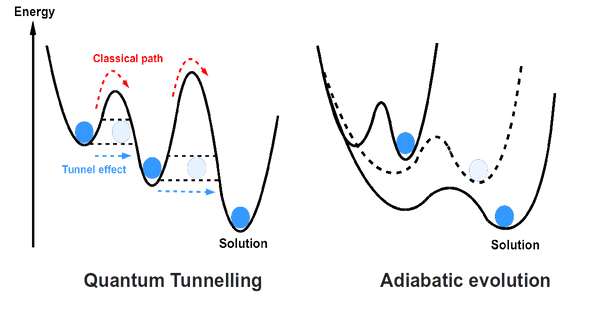 Energy
Classical path
Tunnel effect
Solution
Solution
Quantum Tunnelling
Adiabatic evolution